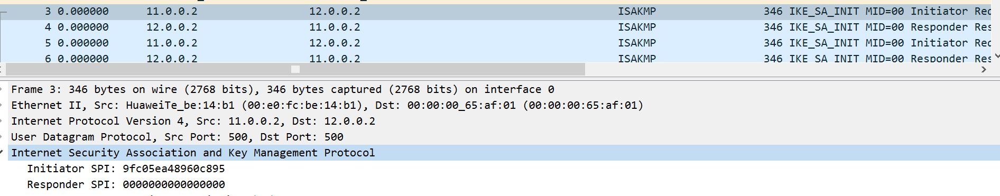 3 0.000000 11.0.0.2 12.0.0.2 ISAKMP 346 IKE_SA_INIT MID=00 Initiator Rec
4 0.000000 12.0.0.2 11.0.0.2 ISAKMP 346 IKE_SA_INIT MID=00 Responder Res
5 0.000000 11.0.0.2 12.0.0.2 ISAKMP 346 IKE_SA_INIT MID=00 Initiator Rec
6 0.000000 12.0.0.2 11.0.0.2 ISAKMP 346 IKE_SA_INIT MID=00 Responder Res
Frame 3: 346 bytes on wire (2768 bits), 346 bytes captured (2768 bits) on interface 0
Ethernet II, Src: HuaweiTe_be:14:b1 (00:e0:fc:be:14:b1), Dst: 00:00:00_65:af:01 (00:00:00:65:af:01)
Internet Protocol Version 4, Src: 11.0.0.2, Dst: 12.0.0.2
User Datagram Protocol, Src Port: 500, Dst Port: 500
Internet Security Association and Key Management Protocol
Initiator SPI: 9fc05ea48960c895
Responder SPI: 0000000000000000